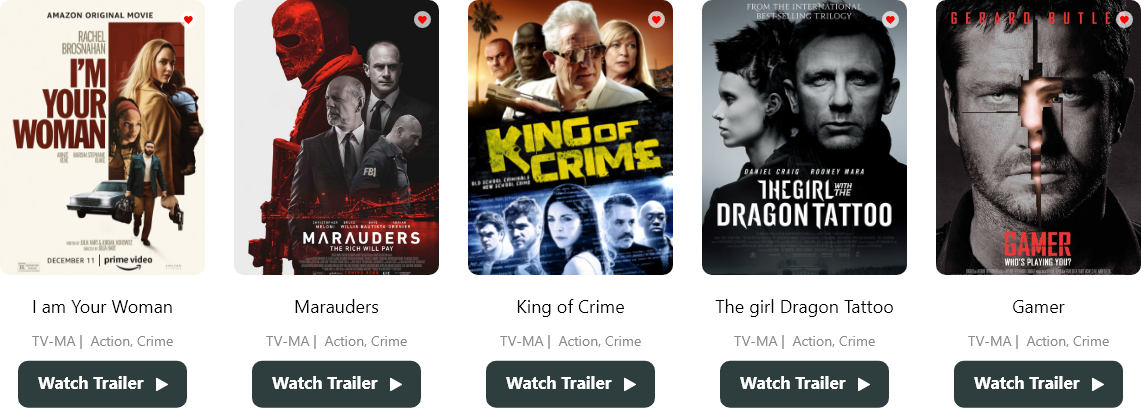 AMAZON ORIGINAL MOVIE
RACHEL
BROSNAHAN
I'M
YOUR
WOMAN
DECEMBER 11 | prime video
FBI
MARAUDERS
THE RICH WILL PAY
KING OF
CRIME
OLD SCHOOL CRIMINALS
NEW SCHOOL CRIME
FROM THE INTERNATIONAL
BEST-SELLING TRILOGY
DANIEL CRAIG ROONEY MARA
THE GIRL WITH THE
DRAGON TATTOO
GERARD BUTLE
GAMER
WHO'S PLAYING YOU?
I am Your Woman
Marauders
King of Crime
The girl Dragon Tattoo
Gamer
TV-MA | Action, Crime
TV-MA | Action, Crime
TV-MA | Action, Crime
TV-MA | Action, Crime
TV-MA | Action, Crime
Watch Trailer
Watch Trailer
Watch Trailer
Watch Trailer
Watch Trailer